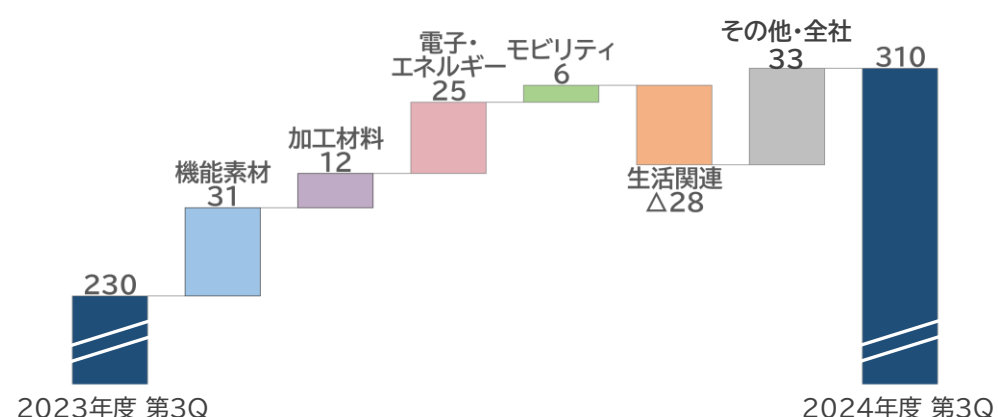 230
2023年度 第3Q
機能素材
31
加工材料
12
電子・
エネルギー
25
モビリティ
6
生活関連
△28
その他・全社
33
310
2024年度 第3Q